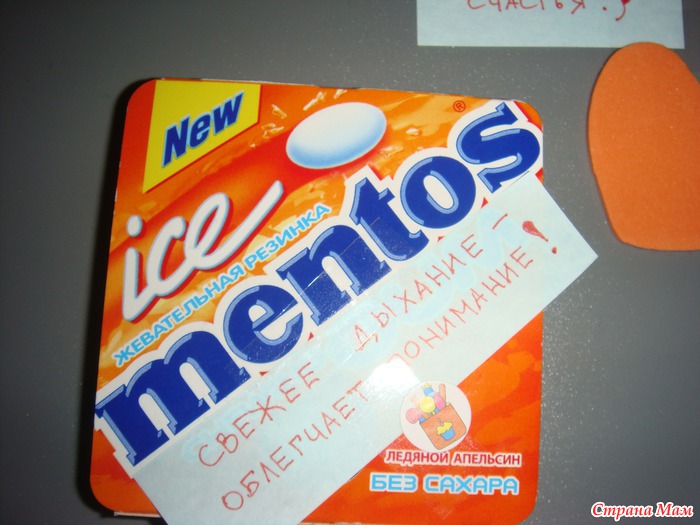 СЧАСТЬЯ!
New
®
ice
ЖЕВАТЕЛЬНАЯ РЕЗИНКА
mentos
СВЕЖЕЕ ДЫХАНИЕ –
ОБЛЕГЧАЕТ ПОНИМАНИЕ!
ЛЕДЯНОЙ АПЕЛЬСИН
БЕЗ САХАРА
Страна Мам